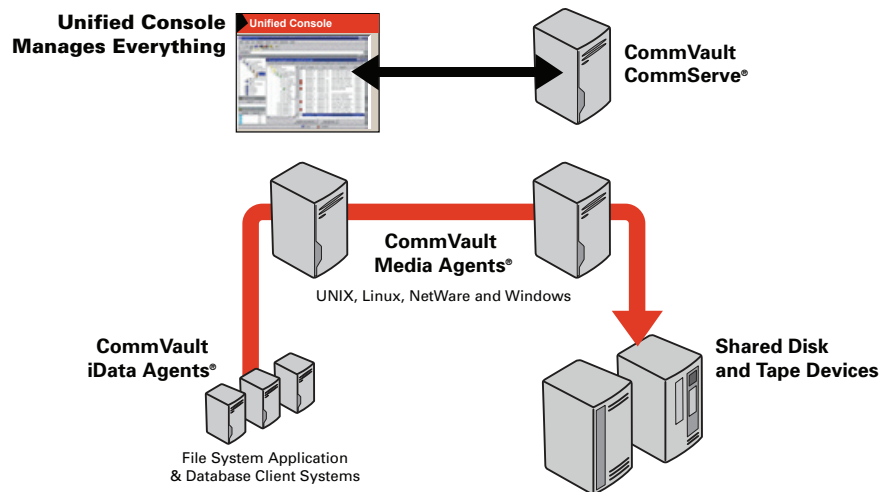 Unified Console
Manages Everything
Unified Console
CommVault
CommServe®
CommVault
Media Agents®
UNIX, Linux, NetWare and Windows
CommVault
iData Agents®
Shared Disk
and Tape Devices
File System Application
& Database Client Systems